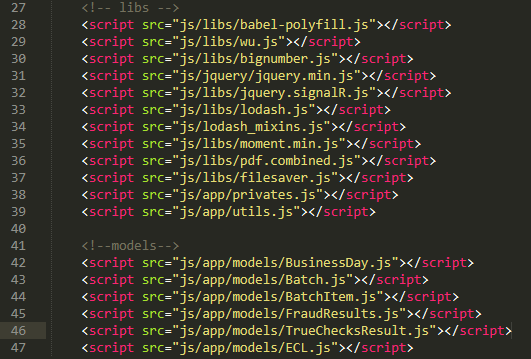 27 <!-- libs -->
28 <script src="js/libs/babel-polyfill.js"></script>
29 <script src="js/libs/wu.js"></script>
30 <script src="js/libs/bignumber.js"></script>
31 <script src="js/jquery/jquery.min.js"></script>
32 <script src="js/libs/jquery.signalR.js"></script>
33 <script src="js/libs/lodash.js"></script>
34 <script src="js/lodash_mixins.js"></script>
35 <script src="js/libs/moment.min.js"></script>
36 <script src="js/libs/pdf.combined.js"></script>
37 <script src="js/libs/filesaver.js"></script>
38 <script src="js/app/privates.js"></script>
39 <script src="js/app/utils.js"></script>
40
41 <!--models-->
42 <script src="js/app/models/BusinessDay.js"></script>
43 <script src="js/app/models/Batch.js"></script>
44 <script src="js/app/models/BatchItem.js"></script>
45 <script src="js/app/models/FraudResults.js"></script>
46 <script src="js/app/models/TrueChecksResult.js"></script>
47 <script src="js/app/models/ECL.js"></script>